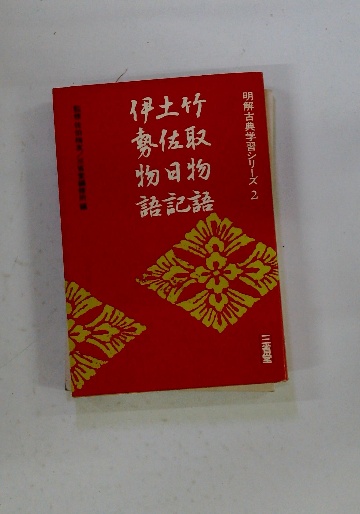 明解古典学習シリーズ 2
竹取物語
土佐日記
伊勢物語
三省堂